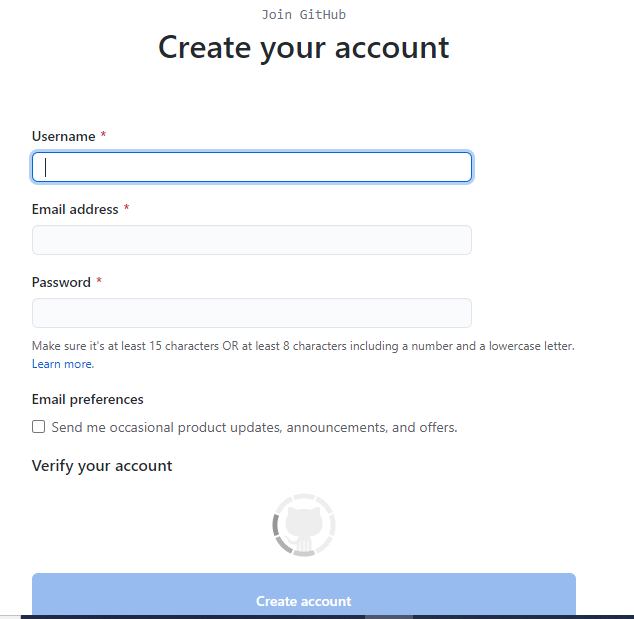 Join GitHub
Create your account
Username *
Email address *
Password *
Make sure it's at least 15 characters OR at least 8 characters including a number and a lowercase letter.
Learn more.
Email preferences
Send me occasional product updates, announcements, and offers.
Verify your account
Create account